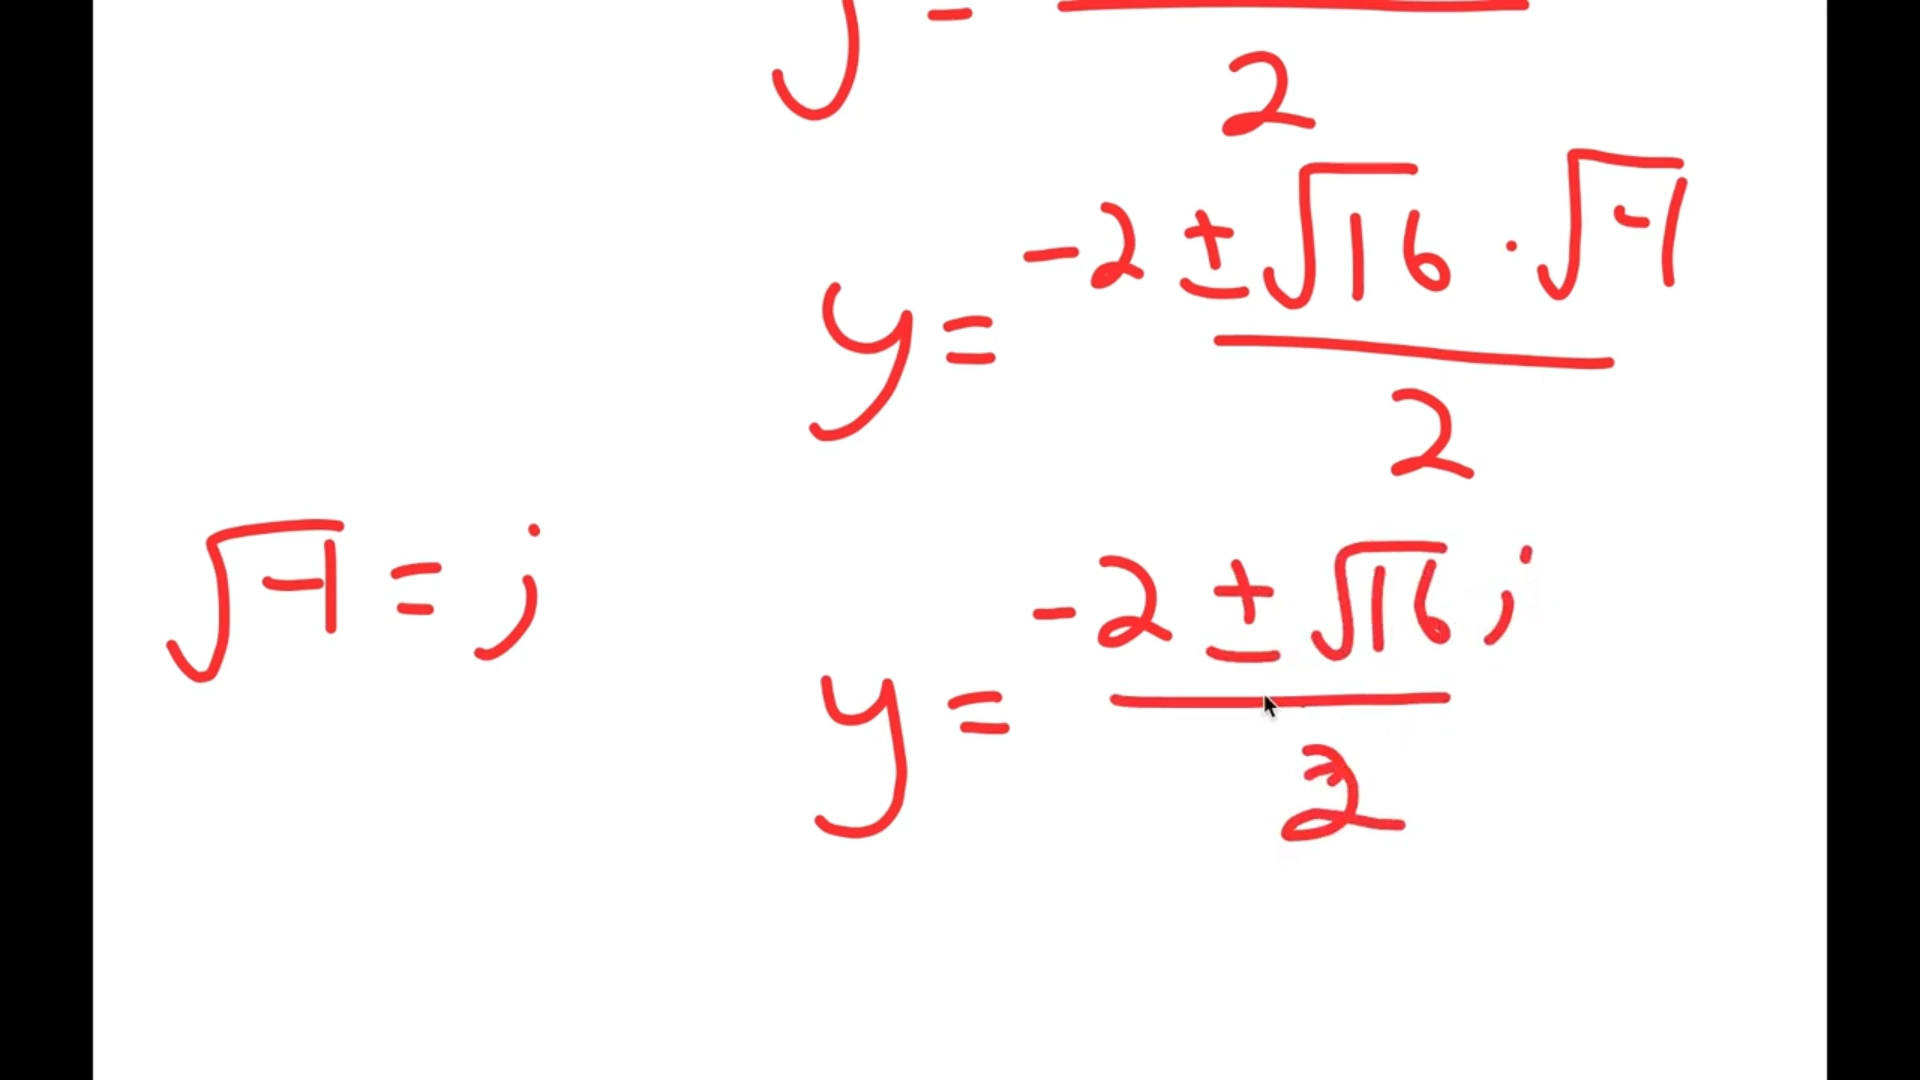 y = ─── / 2
y = (-2 ± √16 · √-1) / 2
√-1 = i
y = (-2 ± √16 i) / 2